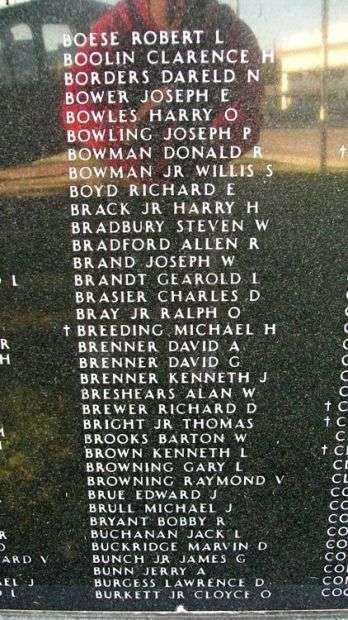 BOESE ROBERT L
BOOLIN CLARENCE H
BORDERS DARELD N
BOWER JOSEPH E
BOWLES HARRY O
BOWLING JOSEPH P
BOWMAN DONALD R
BOWMAN JR WILLIS S
BOYD RICHARD E
BRACK JR HARRY H
BRADBURY STEVEN W
BRADFORD ALLEN R
BRAND JOSEPH W
BRANDT GEAROLD L
BRASIER CHARLES D
BRAY JR RALPH O
† BREEDING MICHAEL H
BRENNER DAVID A
BRENNER DAVID G
BRENNER KENNETH J
BRESHEARS ALAN W
BREWER RICHARD D
BRIGHT JR THOMAS
BROOKS BARTON W
BROWN KENNETH L
BROWNING GARY L
BROWNING RAYMOND V
BRUE EDWARD J
BRULL MICHAEL J
BRYANT BOBBY R
BUCHANAN JACK L
BUCKRIDGE MARVIN D
BUNCH JR JAMES G
BUNN JERRY A
BURGESS LAWRENCE D
BURKETT JR CLOYCE O